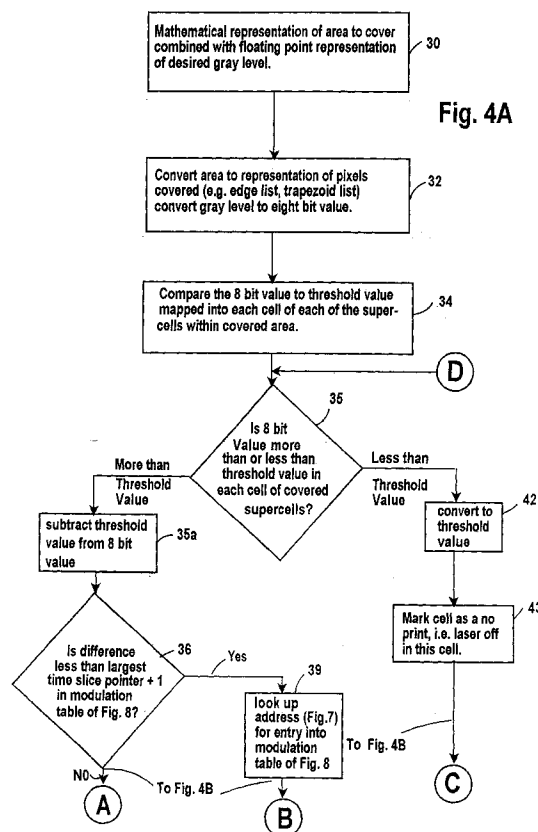 Mathematical representation of area to cover
combined with floating point representation
of desired gray level.
30
Fig. 4A
Convert area to representation of pixels
covered (e.g. edge list, trapezoid list)
convert gray level to eight bit value.
32
Compare the 8 bit value to threshold value
mapped into each cell of each of the super-
cells within covered area.
34
D
35
Is 8 bit
Value more
than or less than
threshold value in
each cell of covered
supercells?
More than
Threshold
Value
Less than
Threshold
Value
subtract threshold
value from 8 bit
value
35a
convert to
threshold
value
42
Is difference
less than largest
time slice pointer + 1
in modulation
table of Fig. 8?
36
Yes
39
look up
address (Fig.7)
for entry into
modulation
table of Fig. 8
Mark cell as a no
print, i.e. laser off
in this cell.
43
To Fig. 4B
NO
To Fig. 4B
A
B
C